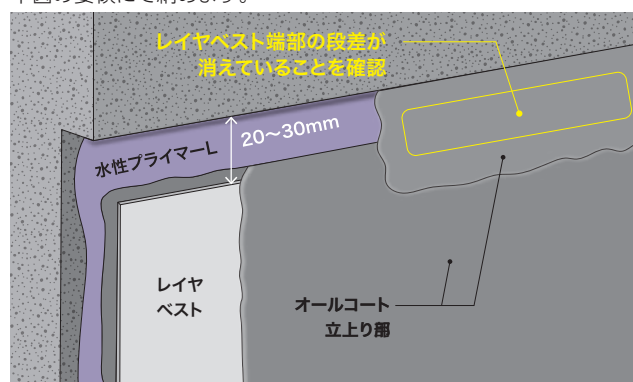 レイヤベスト端部の段差が
消えていることを確認
20〜30mm
水性プライマーL
レイヤ
ベスト
オールコート
立上り部